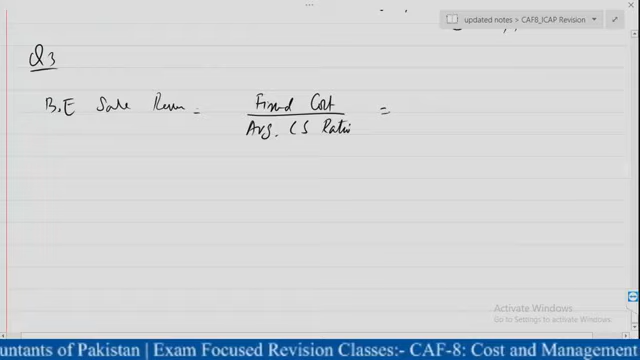 updated notes > CAF8_ICAP Revision
Q3
B.E Sale Reven = Fixed Cost =
Avg. CS Ratio
Activate Windows
Go to Settings to activate Windows.
ountants of Pakistan | Exam Focused Revision Classes:- CAF-8: Cost and Management